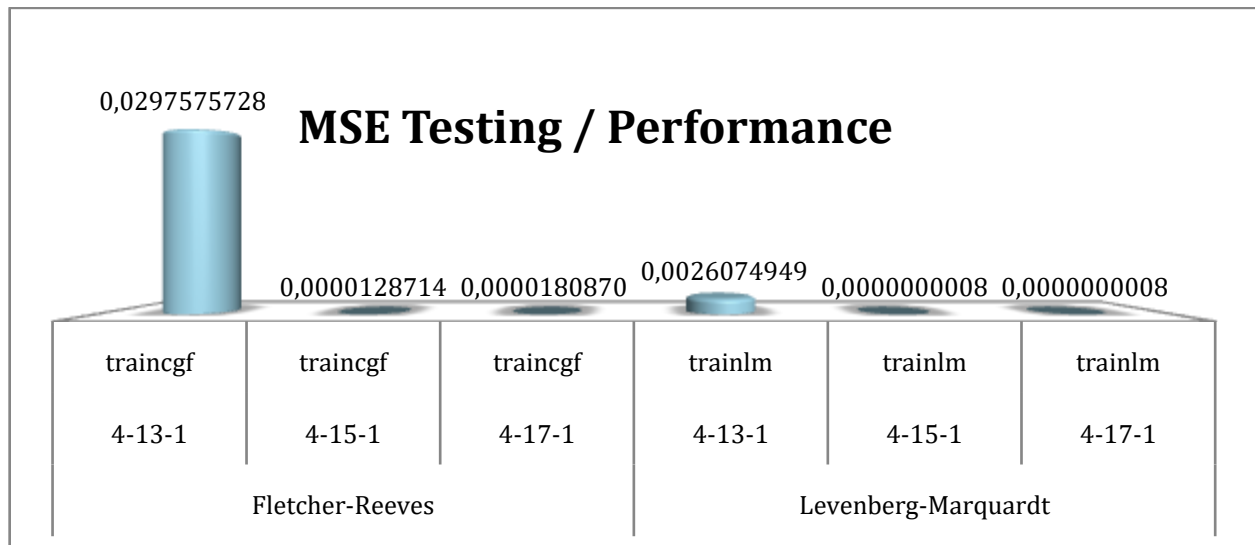 MSE Testing / Performance
0,0297575728
0,0000128714
0,0000180870
0,0026074949
0,0000000008
0,0000000008
traincgf traincgf traincgf trainlm trainlm trainlm
4-13-1 4-15-1 4-17-1 4-13-1 4-15-1 4-17-1
Fletcher-Reeves Levenberg-Marquardt